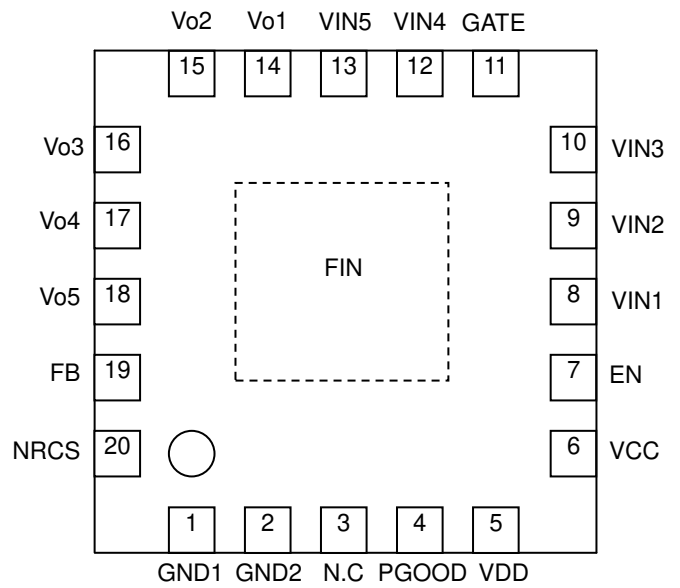 Vo2 Vo1 VIN5 VIN4 GATE
15 14 13 12 11
Vo3 16 10 VIN3
Vo4 17 9 VIN2
FIN
Vo5 18 8 VIN1
FB 19 7 EN
NRCS 20 6 VCC
1 2 3 4 5
GND1 GND2 N.C PGOOD VDD